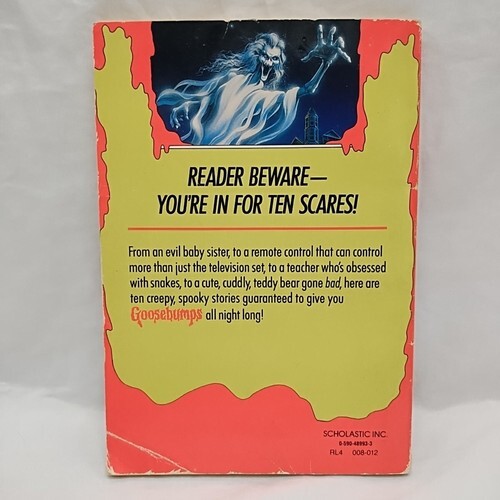 READER BEWARE—
YOU'RE IN FOR TEN SCARES!
From an evil baby sister, to a remote control that can control
more than just the television set, to a teacher who's obsessed
with snakes, to a cute, cuddly, teddy bear gone bad, here are
ten creepy, spooky stories guaranteed to give you
Goosebumps all night long!
SCHOLASTIC INC.
0-590-48993-3
RL4 008-012